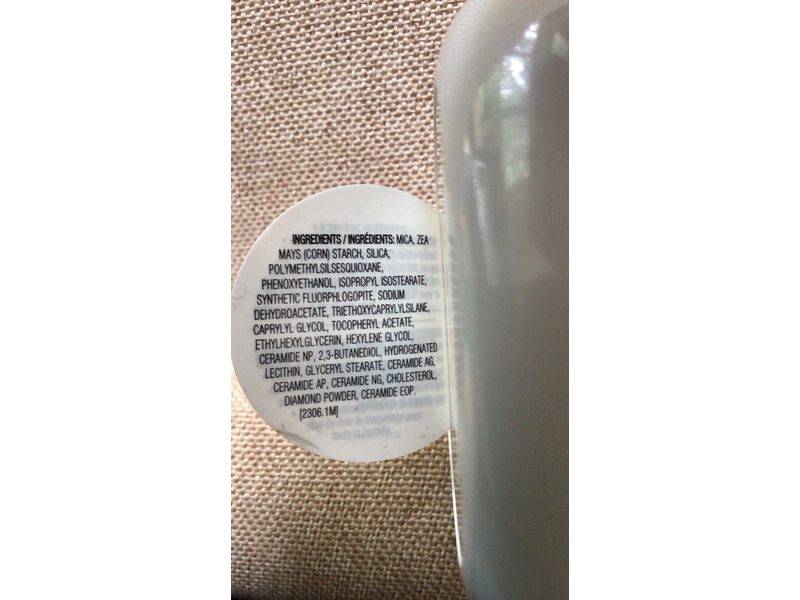 INGREDIENTS / INGRÉDIENTS: MICA, ZEA
MAYS (CORN) STARCH, SILICA,
POLYMETHYLSILSESQUIOXANE,
PHENOXYETHANOL, ISOPROPYL ISOSTEARATE,
SYNTHETIC FLUORPHLOGOPITE, SODIUM
DEHYDROACETATE, TRIETHOXYCAPRYLYLSILANE,
CAPRYLYL GLYCOL, TOCOPHERYL ACETATE,
ETHYLHEXYLGLYCERIN, HEXYLENE GLYCOL,
CERAMIDE NP, 2,3-BUTANEDIOL, HYDROGENATED
LECITHIN, GLYCERYL STEARATE, CERAMIDE AG,
CERAMIDE AP, CERAMIDE NG, CHOLESTEROL,
DIAMOND POWDER, CERAMIDE EOP.
[2306.1M]